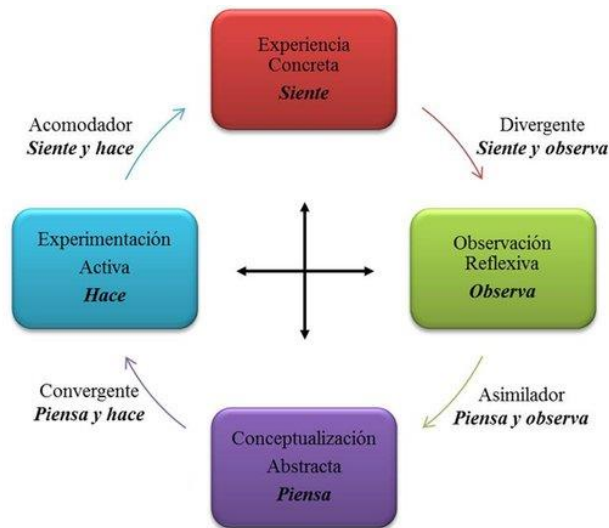 Experiencia
Concreta
Siente
Acomodador
Siente y hace
Divergente
Siente y observa
Experimentación
Activa
Hace
Observación
Reflexiva
Observa
Convergente
Piensa y hace
Asimilador
Piensa y observa
Conceptualización
Abstracta
Piensa